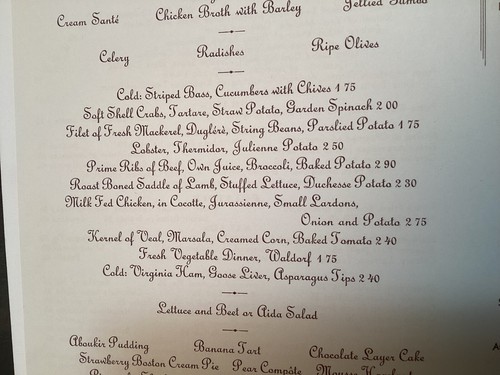 Cream Santé Chicken Broth with Barley Jellied
Celery Radishes Ripe Olives
Cold: Striped Bass, Cucumbers with Chives 1 75
Soft Shell Crabs, Tartare, Straw Potato, Garden Spinach 2 00
Filet of Fresh Mackerel, Dugléré, String Beans, Parslied Potato 1 75
Lobster, Thermidor, Julienne Potato 2 50
Prime Ribs of Beef, Own Juice, Broccoli, Baked Potato 2 90
Roast Boned Saddle of Lamb, Stuffed Lettuce, Duchesse Potato 2 30
Milk Fed Chicken, in Cocotte, Jurassienne, Small Lardons,
Onion and Potato 2 75
Kernel of Veal, Marsala, Creamed Corn, Baked Tomato 2 40
Fresh Vegetable Dinner, Waldorf 1 75
Cold: Virginia Ham, Goose Liver, Asparagus Tips 2 40
Lettuce and Beet or Aida Salad
Aboukir Pudding Banana Tart Chocolate Layer Cake
Strawberry Boston Cream Pie Pear Compôte